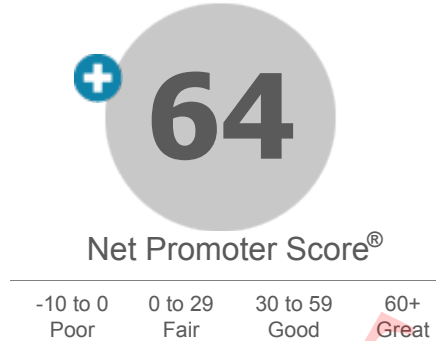 +
64
Net Promoter Score®
-10 to 0 0 to 29 30 to 59 60+
Poor Fair Good Great